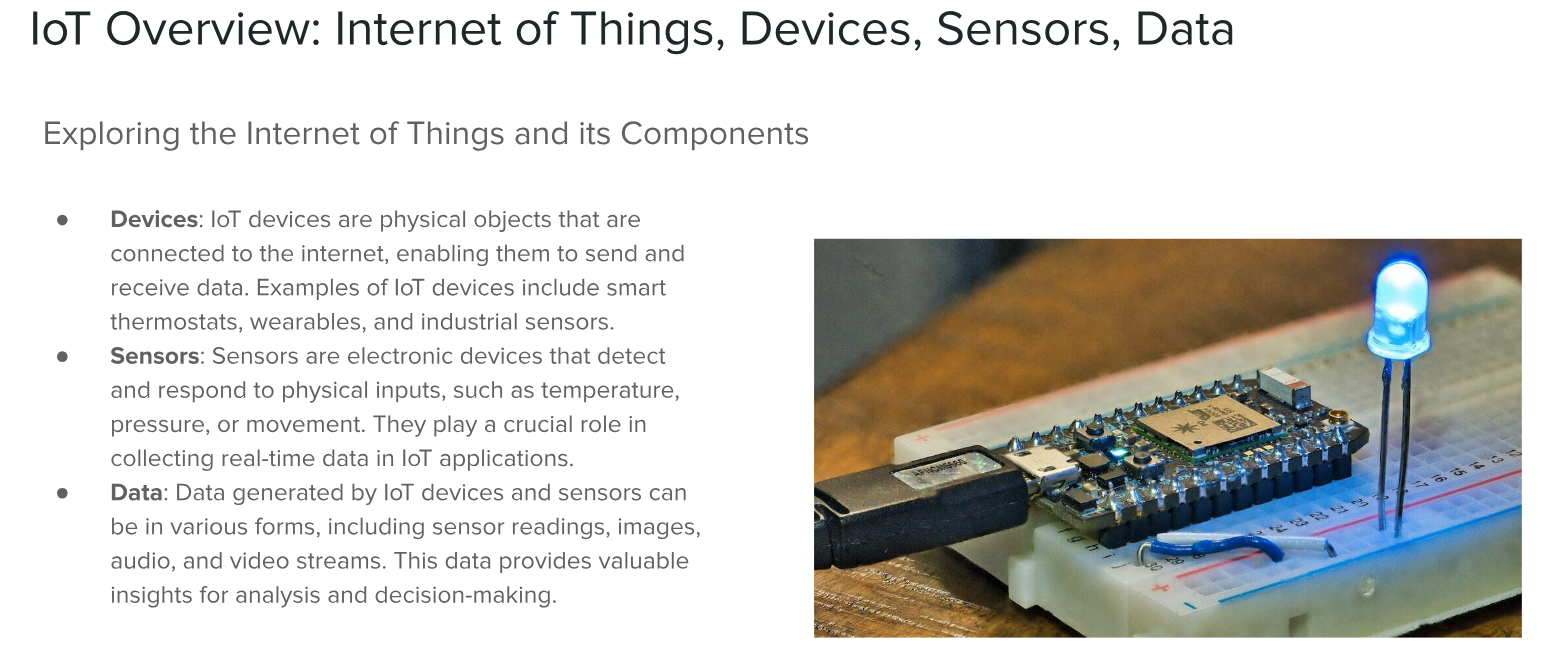 IoT Overview: Internet of Things, Devices, Sensors, Data
Exploring the Internet of Things and its Components
● Devices: IoT devices are physical objects that are
connected to the internet, enabling them to send and
receive data. Examples of IoT devices include smart
thermostats, wearables, and industrial sensors.
● Sensors: Sensors are electronic devices that detect
and respond to physical inputs, such as temperature,
pressure, or movement. They play a crucial role in
collecting real-time data in IoT applications.
● Data: Data generated by IoT devices and sensors can
be in various forms, including sensor readings, images,
audio, and video streams. This data provides valuable
insights for analysis and decision-making.